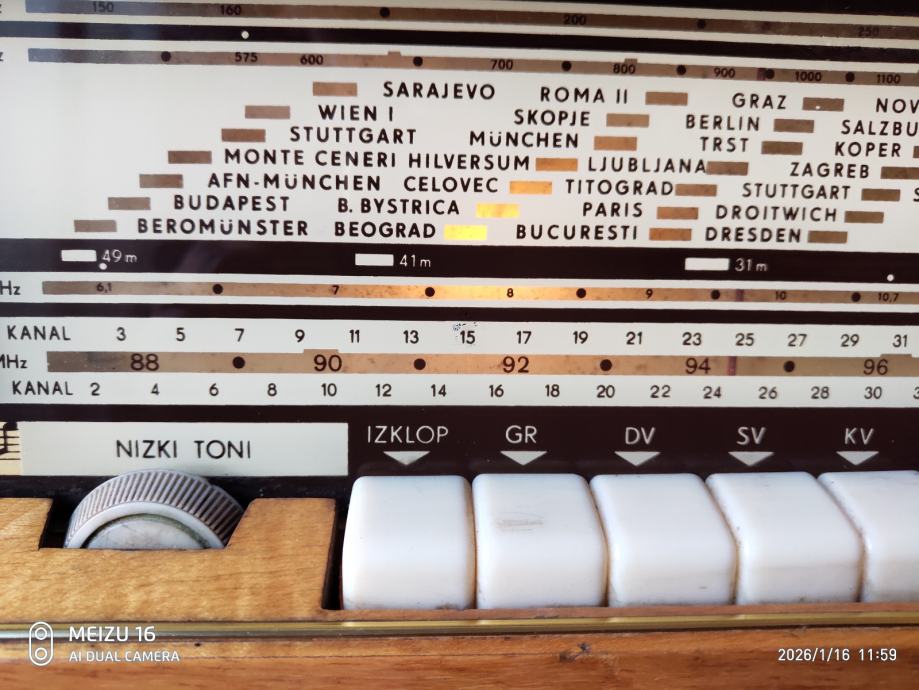 150 160 200 250
575 600 700 800 900 1000 1100
SARAJEVO ROMA II GRAZ
WIEN I SKOPJE BERLIN
STUTTGART MÜNCHEN TRST KOPER
MONTE CENERI HILVERSUM LJUBLJANA ZAGREB
AFN-MÜNCHEN CELOVEC TITOGRAD STUTTGART
BUDAPEST B. BYSTRICA PARIS DROITWICH
BEROMÜNSTER BEOGRAD BUCURESTI DRESDEN
49m 41m 31m
Hz 6,1 7 8 9 10 10,7
KANAL 3 5 7 9 11 13 15 17 19 21 23 25 27 29 31
MHz 88 90 92 94 96
KANAL 2 4 6 8 10 12 14 16 18 20 22 24 26 28 30
NIZKI TONI IZKLOP GR DV SV KV
MEIZU 16
AI DUAL CAMERA
2026/1/16 11:59